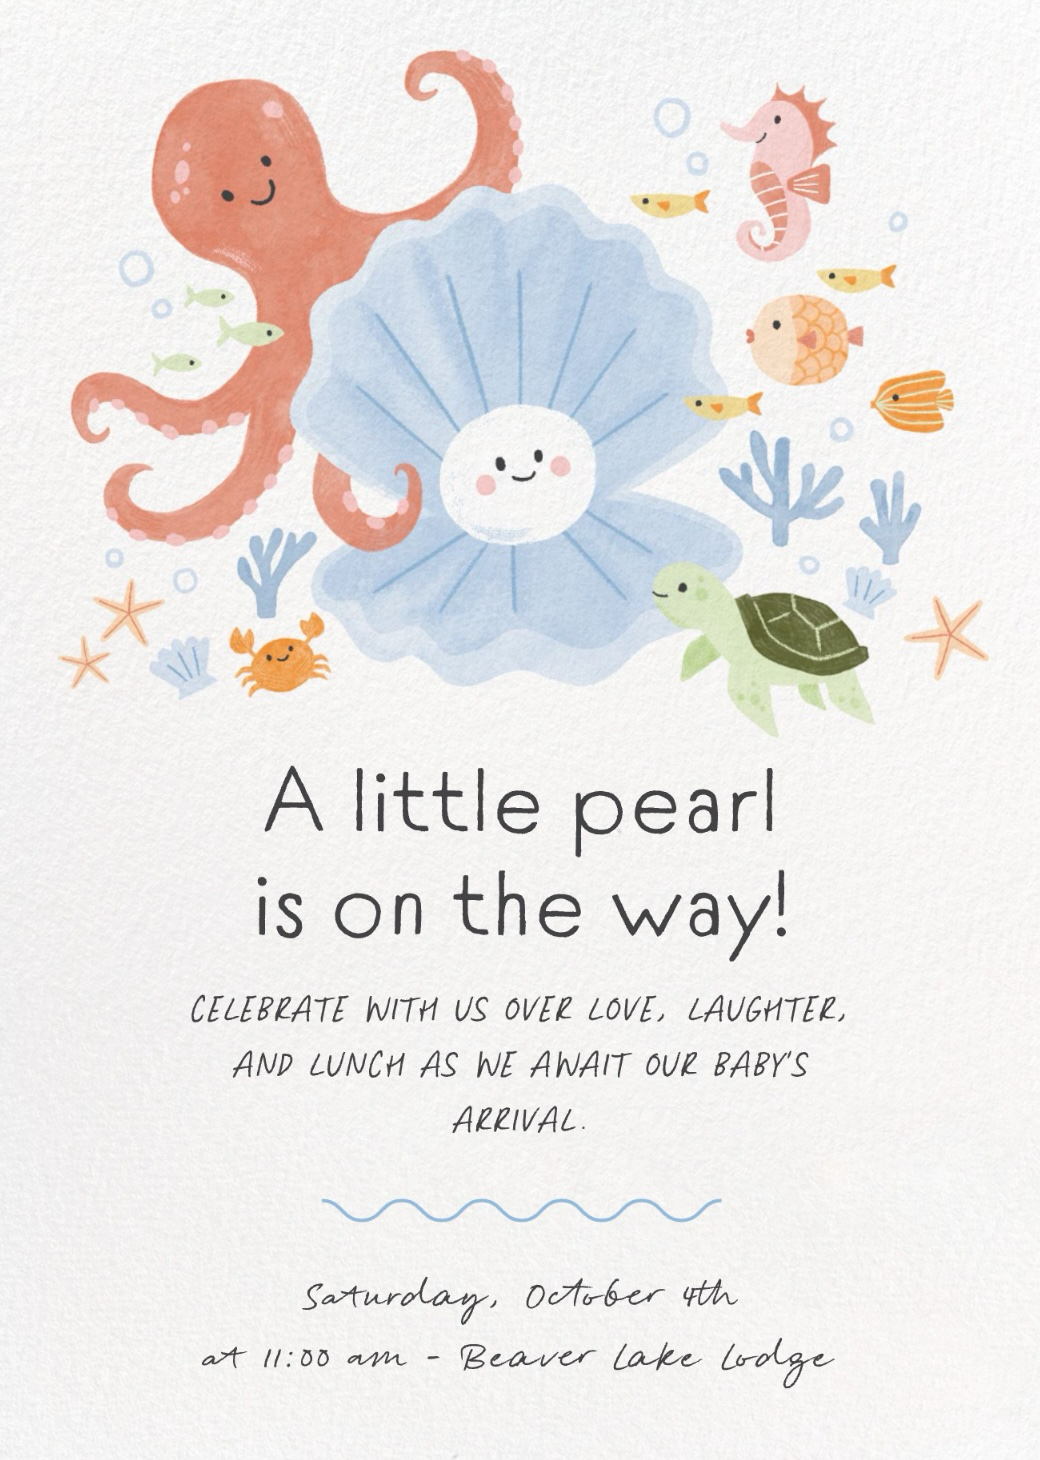 A little pearl
is on the way!
CELEBRATE WITH US OVER LOVE, LAUGHTER,
AND LUNCH AS WE AWAIT OUR BABY'S
ARRIVAL.
Saturday, October 4th
at 11:00 am - Beaver Lake Lodge